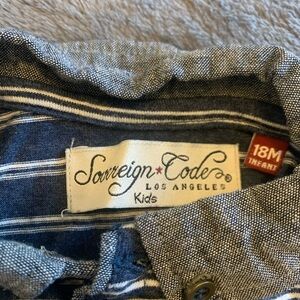 Sovereign ★ Code ®
LOS ANGELES
Kids
18M
INFANT